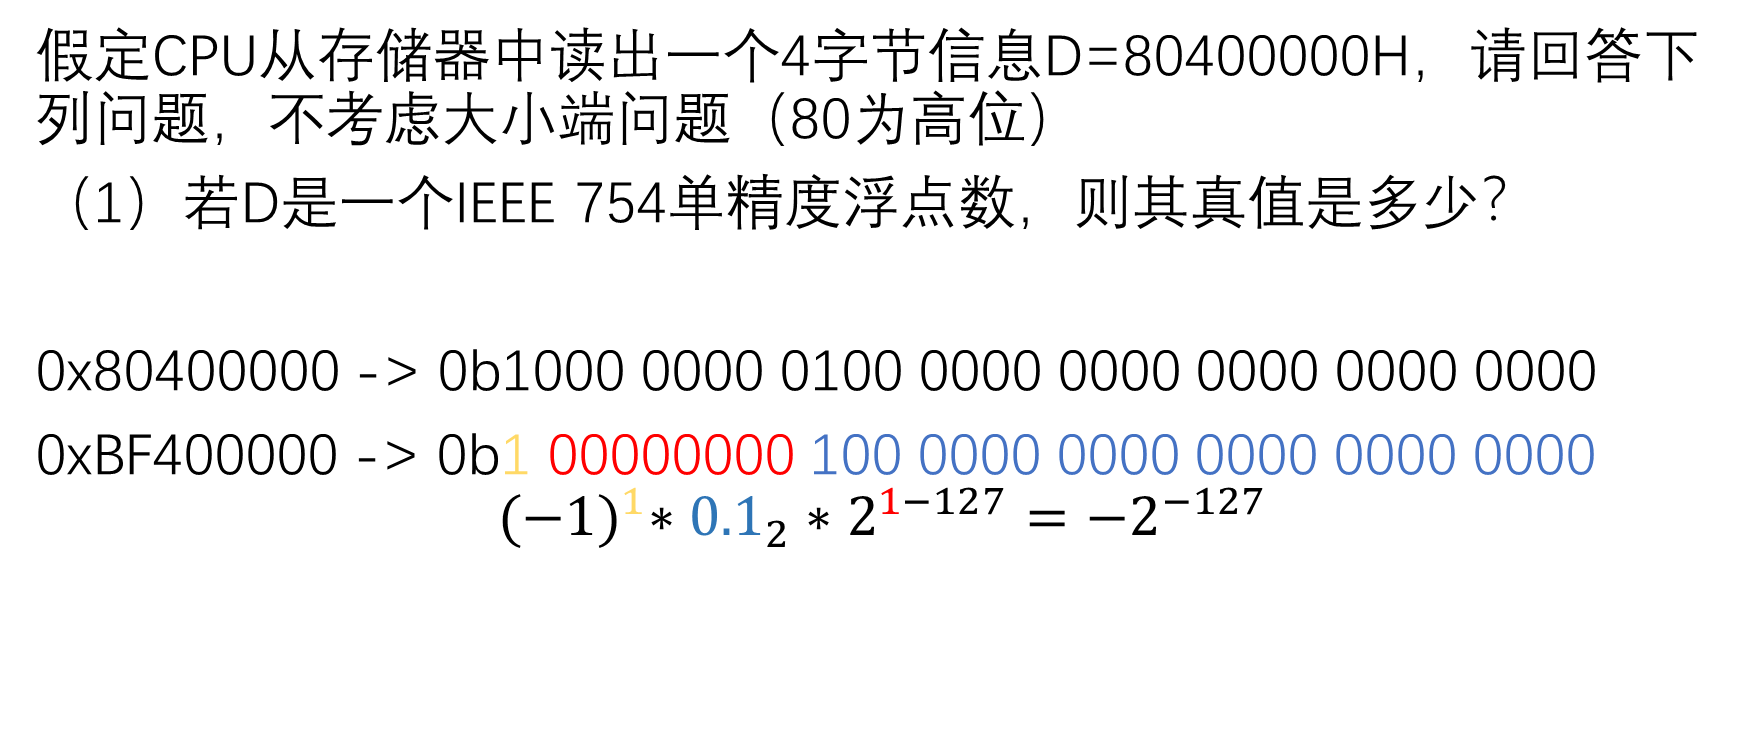 假定CPU从存储器中读出一个4字节信息D=80400000H，请回答下
列问题，不考虑大小端问题（80为高位）
（1）若D是一个IEEE 754单精度浮点数，则其真值是多少？
0x80400000 -> 0b1000 0000 0100 0000 0000 0000 0000 0000
0xBF400000 -> 0b1 00000000 100 0000 0000 0000 0000 0000
(−1)^1 ∗ 0.1₂ ∗ 2^{1−127} = −2^{−127}